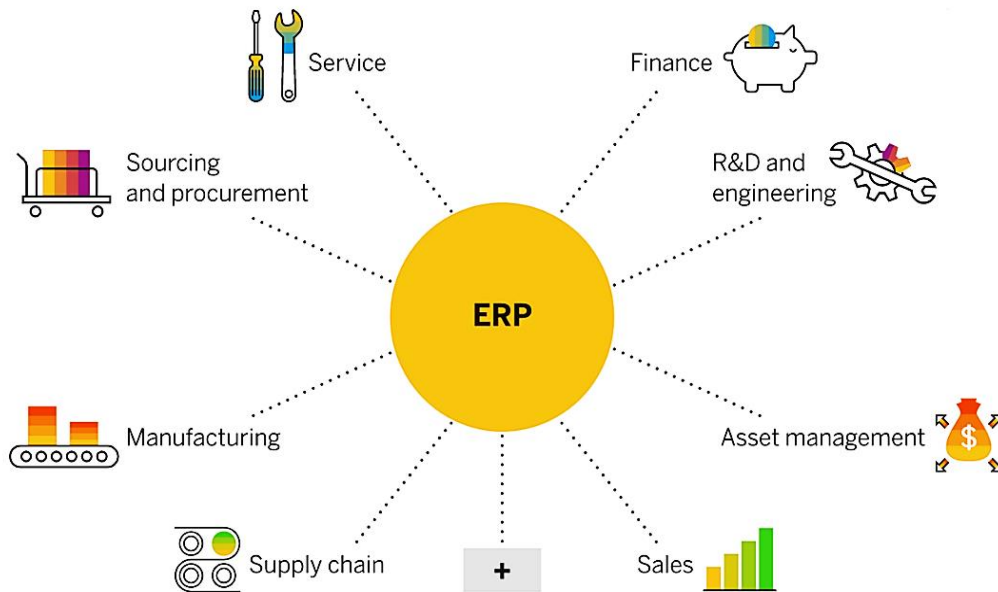 Service
Finance
Sourcing
and procurement
R&D and
engineering
ERP
Manufacturing
Asset management
$
Supply chain
+
Sales